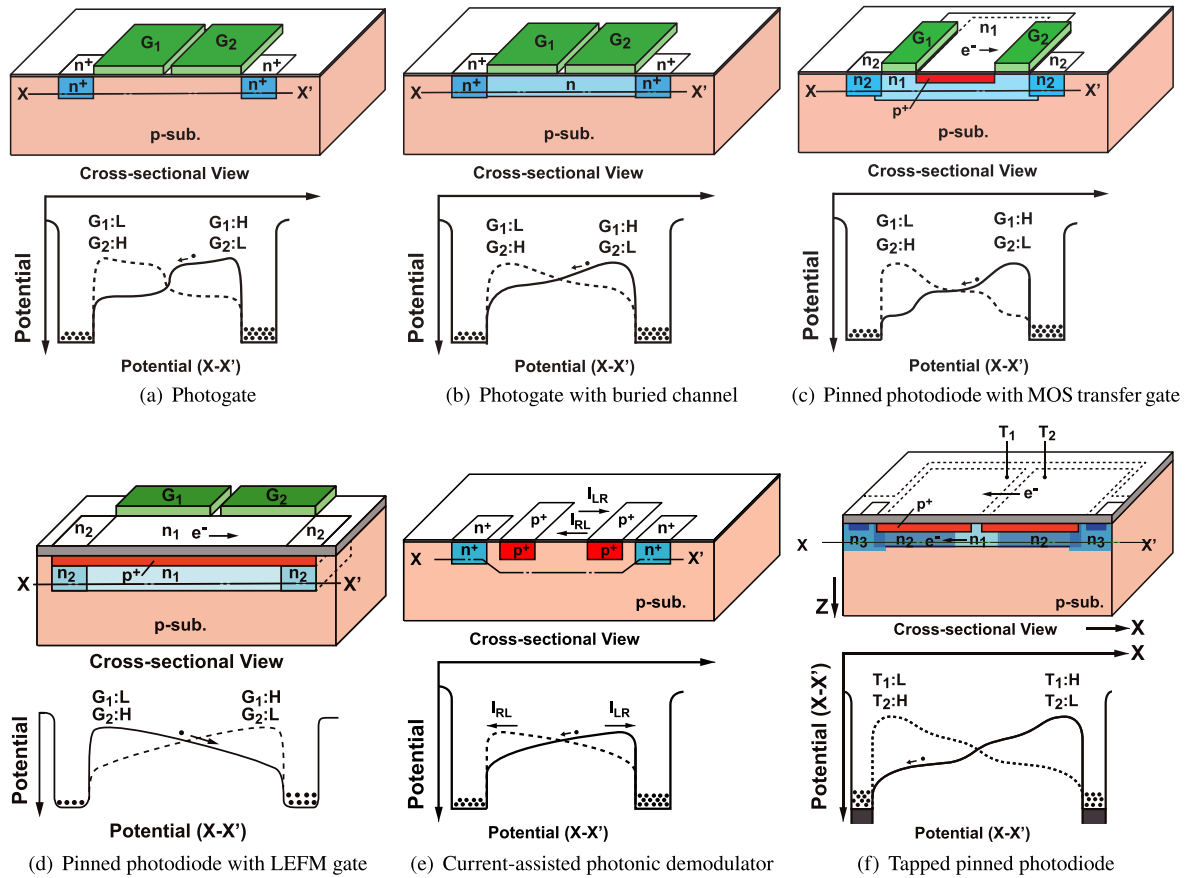 G1 G2
n+ n+
X n+ n+ X'
p-sub.
Cross-sectional View
G1:L G1:H
G2:H G2:L
Potential
Potential (X-X')
(a) Photogate
G1 G2
n+ n+
X n+ n n+ X'
p-sub.
Cross-sectional View
G1:L G1:H
G2:H G2:L
Potential
Potential (X-X')
(b) Photogate with buried channel
G1 n1 G2
e-
n2 n2
X n2 n1 n2 X'
p+
p-sub.
Cross-sectional View
G1:L G1:H
G2:H G2:L
Potential
Potential (X-X')
(c) Pinned photodiode with MOS transfer gate
G1 G2
n2 n1 e- n2
X n2 p+ n1 n2 X'
p-sub.
Cross-sectional View
G1:L G1:H
G2:H G2:L
Potential
Potential (X-X')
(d) Pinned photodiode with LEFM gate
ILR
n+ p+ IRL p+ n+
X n+ p+ p+ n+ X'
p-sub.
IRL ILR
Potential
Potential (X-X')
(e) Current-assisted photonic demodulator
T1 T2
e-
p+
X n3 n2 e- n1 n2 n3 X'
p-sub.
Z
Cross-sectional View X
X
T1:L T1:H
T2:H T2:L
Potential (X-X')
Potential (X-X')
(f) Tapped pinned photodiode